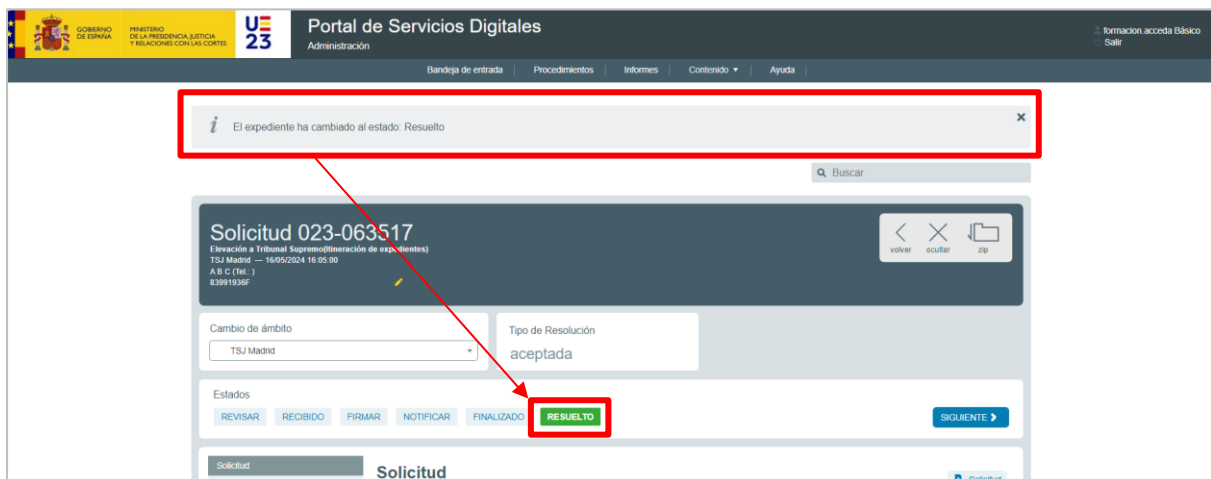 GOBIERNO
DE ESPAÑA
MINISTERIO
DE LA PRESIDENCIA, JUSTICIA
Y RELACIONES CON LAS CORTES
UE
23
Portal de Servicios Digitales
Administración
formacion.acceda Básico
Salir
Bandeja de entrada | Procedimientos | Informes | Contenido ▼ | Ayuda |
i El expediente ha cambiado al estado: Resuelto ×
Buscar
Solicitud 023-063517
Elevación a Tribunal Supremo(Itineración de expedientes)
TSJ Madrid — 16/05/2024 16:05:00
A B C (Tel.: )
83991936F
volver ocultar zip
Cambio de ámbito
TSJ Madrid
Tipo de Resolución
aceptada
Estados
REVISAR RECIBIDO FIRMAR NOTIFICAR FINALIZADO RESUELTO SIGUIENTE
Solicitud
Solicitud
Solicitud